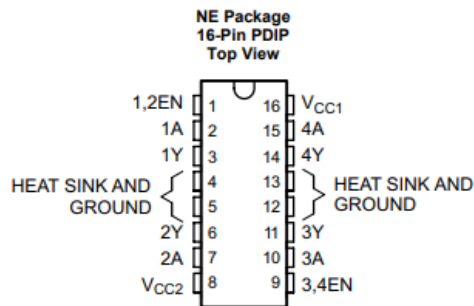 NE Package
16-Pin PDIP
Top View
1,2EN 1 16 VCC1
1A 2 15 4A
1Y 3 14 4Y
HEAT SINK AND
GROUND
4 13
5 12
HEAT SINK AND
GROUND
2Y 6 11 3Y
2A 7 10 3A
VCC2 8 9 3,4EN